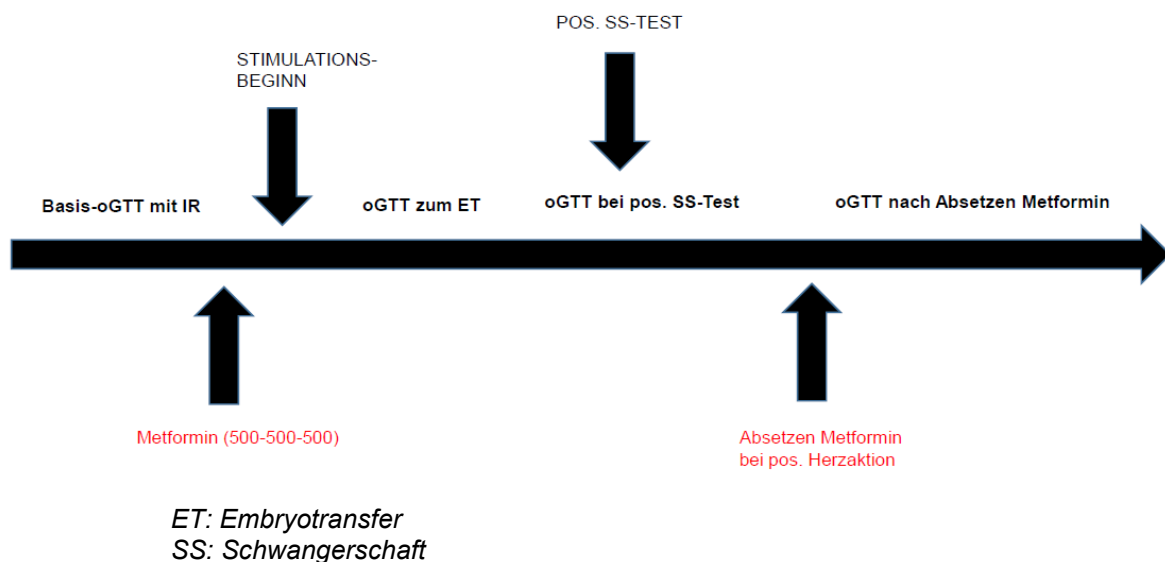 POS. SS-TEST
STIMULATIONS-
BEGINN
Basis-oGTT mit IR
oGTT zum ET
oGTT bei pos. SS-Test
oGTT nach Absetzen Metformin
Metformin (500-500-500)
Absetzen Metformin
bei pos. Herzaktion
ET: Embryotransfer
SS: Schwangerschaft